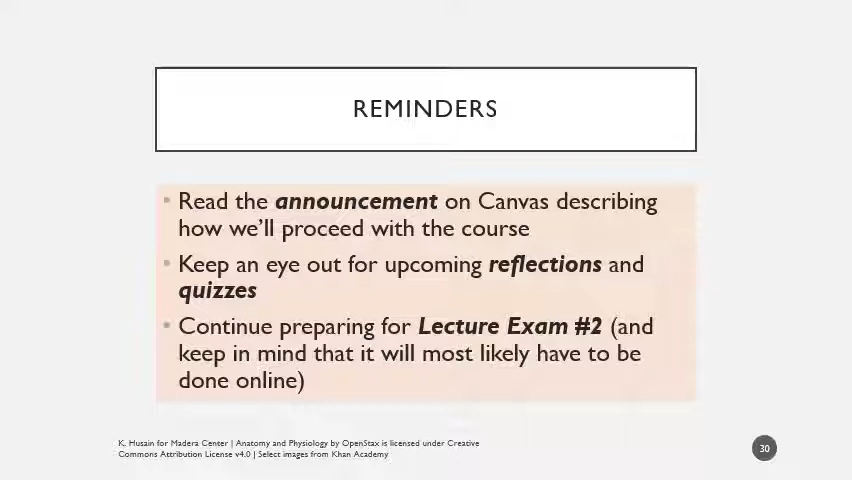 REMINDERS
• Read the announcement on Canvas describing
how we'll proceed with the course
• Keep an eye out for upcoming reflections and
quizzes
• Continue preparing for Lecture Exam #2 (and
keep in mind that it will most likely have to be
done online)
K. Husain for Madera Center | Anatomy and Physiology by OpenStax is licensed under Creative
Commons Attribution License v4.0 | Select images from Khan Academy
30